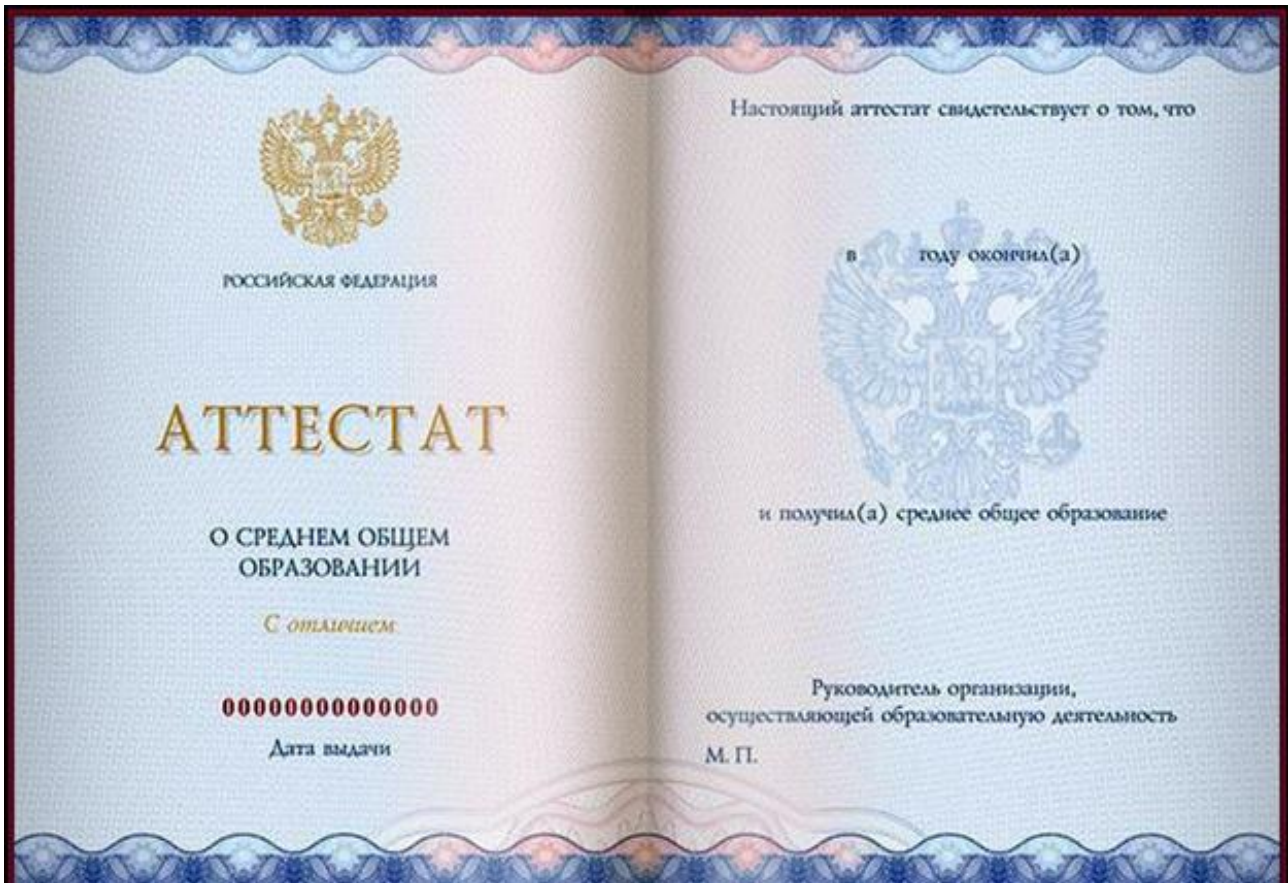 РОССИЙСКАЯ ФЕДЕРАЦИЯ
АТТЕСТАТ
О СРЕДНЕМ ОБЩЕМ
ОБРАЗОВАНИИ
С отличием
00000000000000
Дата выдачи
Настоящий аттестат свидетельствует о том, что
в году окончил(а)
и получил(а) среднее общее образование
Руководитель организации,
осуществляющей образовательную деятельность
М. П.